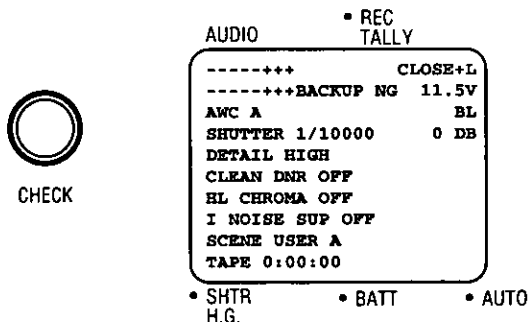 • REC
AUDIO TALLY
-----+++ CLOSE+L
-----+++BACKUP NG 11.5V
AWC A BL
SHUTTER 1/10000 0 DB
DETAIL HIGH
CLEAN DNR OFF
HL CHROMA OFF
I NOISE SUP OFF
SCENE USER A
TAPE 0:00:00
CHECK
• SHTR • BATT • AUTO
H.G.